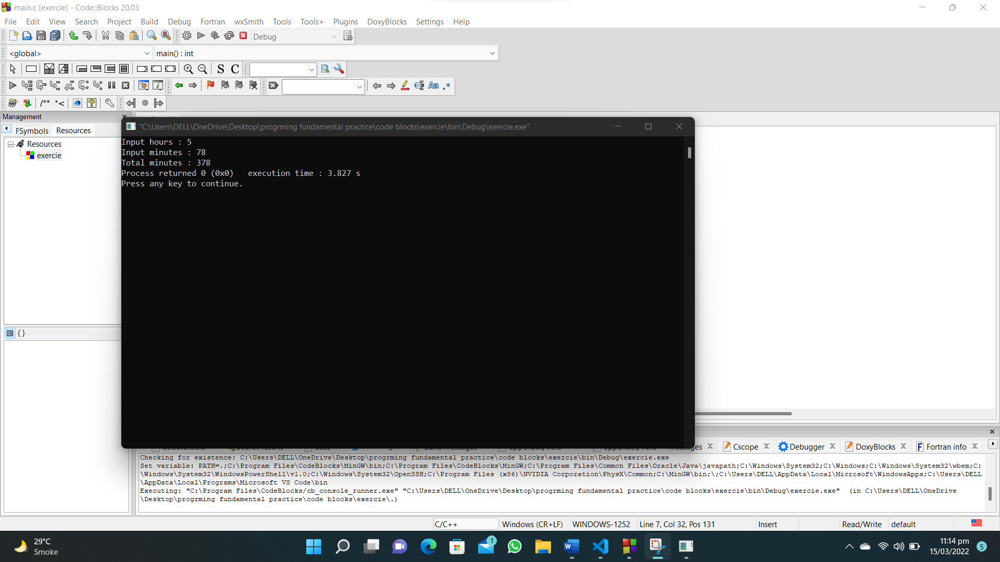 main.c [exercie] - Code::Blocks 20.03
File Edit View Search Project Build Debug Fortran wxSmith Tools Tools+ Plugins DoxyBlocks Settings Help
Debug
<global> main() : int
S C
Aa .*
/** *<
Management
FSymbols Resources
Resources
exercie
{}
"C:\Users\DELL\OneDrive\Desktop\progrming fundamental practice\code blocks\exercie\bin\Debug\exercie.exe"
Input hours : 5
Input minutes : 78
Total minutes : 378
Process returned 0 (0x0)   execution time : 3.827 s
Press any key to continue.
Cscope Debugger DoxyBlocks Fortran info
Checking for existence: C:\Users\DELL\OneDrive\Desktop\progrming fundamental practice\code blocks\exercie\bin\Debug\exercie.exe
Set variable: PATH=.;C:\Program Files\CodeBlocks\MinGW\bin;C:\Program Files\CodeBlocks\MinGW;C:\Program Files\Common Files\Oracle\Java\javapath;C:\Windows\System32;C:\Windows;C:\Windows\System32\wbem;C:
\Windows\System32\WindowsPowerShell\v1.0;C:\Windows\System32\OpenSSH;C:\Program Files (x86)\NVIDIA Corporation\PhysX\Common;C:\MinGW\bin;\;C:\Users\DELL\AppData\Local\Microsoft\WindowsApps;C:\Users\DELL
\AppData\Local\Programs\Microsoft VS Code\bin
Executing: "C:\Program Files\CodeBlocks/cb_console_runner.exe" "C:\Users\DELL\OneDrive\Desktop\progrming fundamental practice\code blocks\exercie\bin\Debug\exercie.exe"  (in C:\Users\DELL\OneDrive
\Desktop\progrming fundamental practice\code blocks\exercie\.)
C/C++ Windows (CR+LF) WINDOWS-1252 Line 7, Col 32, Pos 131 Insert Read/Write default
29°C
Smoke
1
11:14 pm
15/03/2022
5